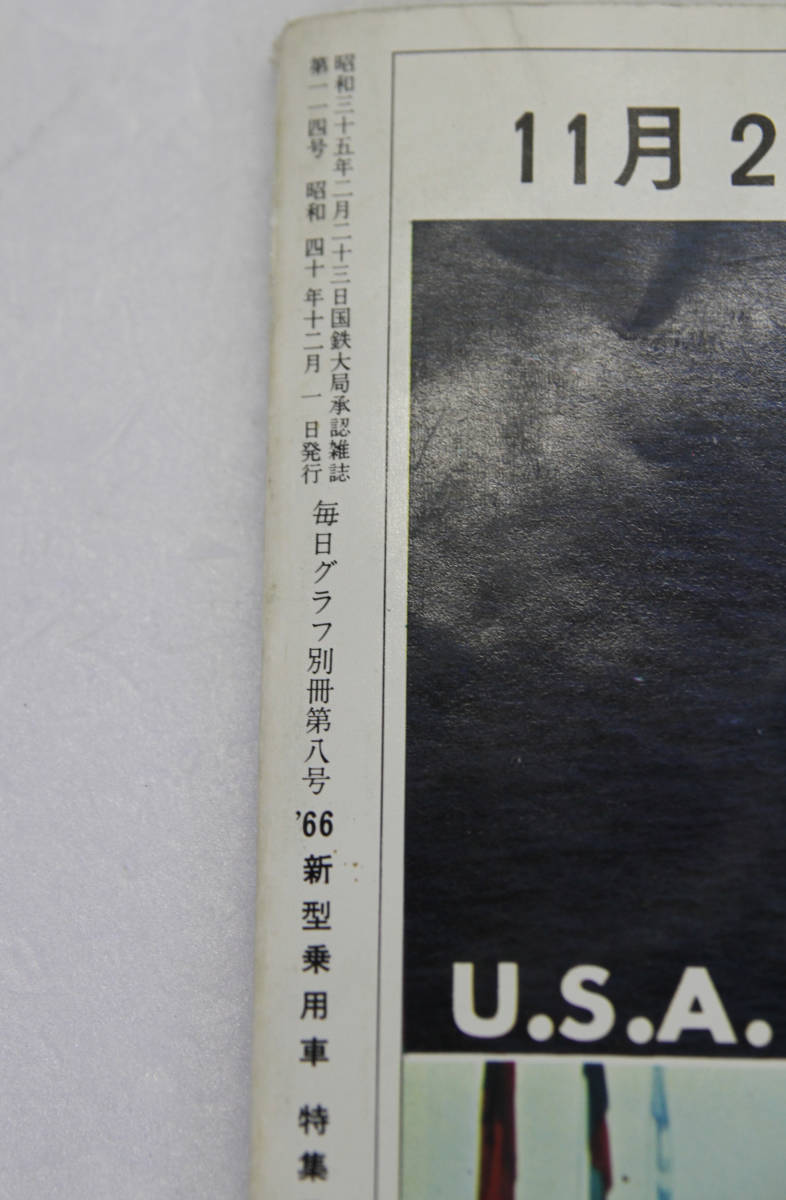 昭和三十五年二月二十三日国鉄大局承認雑誌
第一一四号 昭和 四十 年十二月 一 日発行
毎日グラフ別冊第八号 '66 新型乗用車 特集
11月 2
U.S.A.